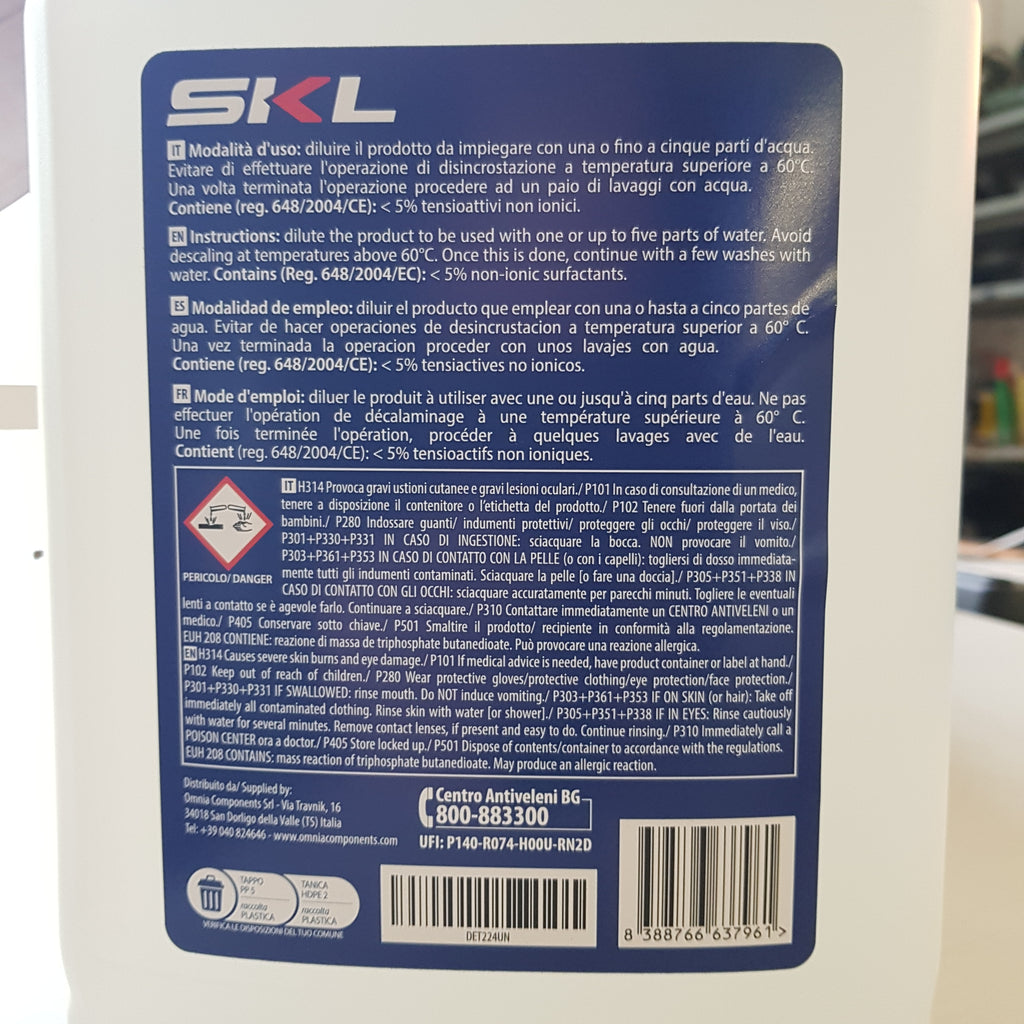 SKL
IT Modalità d'uso: diluire il prodotto da impiegare con una o fino a cinque parti d'acqua.
Evitare di effettuare l'operazione di disincrostazione a temperatura superiore a 60°C.
Una volta terminata l'operazione procedere ad un paio di lavaggi con acqua.
Contiene (reg. 648/2004/CE): < 5% tensioattivi non ionici.
EN Instructions: dilute the product to be used with one or up to five parts of water. Avoid
descaling at temperatures above 60°C. Once this is done, continue with a few washes with
water. Contains (Reg. 648/2004/EC): < 5% non-ionic surfactants.
ES Modalidad de empleo: diluir el producto que emplear con una o hasta a cinco partes de
agua. Evitar de hacer operaciones de desincrustacion a temperatura superior a 60° C.
Una vez terminada la operacion proceder con unos lavajes con agua.
Contiene (reg. 648/2004/CE): < 5% tensiactives no ionicos.
FR Mode d'emploi: diluer le produit à utiliser avec une ou jusqu'à cinq parts d'eau. Ne pas
effectuer l'opération de décalaminage à une température supérieure à 60° C.
Une fois terminée l'opération, procéder à quelques lavages avec de l'eau.
Contient (reg. 648/2004/CE): < 5% tensioactifs non ioniques.
IT H314 Provoca gravi ustioni cutanee e gravi lesioni oculari./ P101 In caso di consultazione di un medico,
tenere a disposizione il contenitore o l'etichetta del prodotto./ P102 Tenere fuori dalla portata dei
bambini./ P280 Indossare guanti/ indumenti protettivi/ proteggere gli occhi/ proteggere il viso./
P301+P330+P331 IN CASO DI INGESTIONE: sciacquare la bocca. NON provocare il vomito./
P303+P361+P353 IN CASO DI CONTATTO CON LA PELLE (o con i capelli): togliersi di dosso immediata-
PERICOLO/ DANGER
mente tutti gli indumenti contaminati. Sciacquare la pelle [o fare una doccia]./ P305+P351+P338 IN
CASO DI CONTATTO CON GLI OCCHI: sciacquare accuratamente per parecchi minuti. Togliere le eventuali
lenti a contatto se è agevole farlo. Continuare a sciacquare./ P310 Contattare immediatamente un CENTRO ANTIVELENI o un
medico./ P405 Conservare sotto chiave./ P501 Smaltire il prodotto/ recipiente in conformità alla regolamentazione.
EUH 208 CONTIENE: reazione di massa de triphosphate butanedioate. Può provocare una reazione allergica.
EN H314 Causes severe skin burns and eye damage./ P101 If medical advice is needed, have product container or label at hand./
P102 Keep out of reach of children./ P280 Wear protective gloves/protective clothing/eye protection/face protection./
P301+P330+P331 IF SWALLOWED: rinse mouth. Do NOT induce vomiting./ P303+P361+P353 IF ON SKIN (or hair): Take off
immediately all contaminated clothing. Rinse skin with water [or shower]./ P305+P351+P338 IF IN EYES: Rinse cautiously
with water for several minutes. Remove contact lenses, if present and easy to do. Continue rinsing./ P310 Immediately call a
POISON CENTER ora a doctor./ P405 Store locked up./ P501 Dispose of contents/container to accordance with the regulations.
EUH 208 CONTAINS: mass reaction of triphosphate butanedioate. May produce an allergic reaction.
Distribuito da/ Supplied by:
Omnia Components Srl - Via Travnik, 16
34018 San Dorligo della Valle (TS) Italia
Tel: +39 040 824646 - www.omniacomponents.com
Centro Antiveleni BG
800-883300
UFI: P140-R074-H00U-RN2D
TAPPO
PP 5
raccolta
PLASTICA
TANICA
HDPE 2
raccolta
PLASTICA
VERIFICA LE DISPOSIZIONI DEL TUO COMUNE
DET224UN
8 388766 637961 >